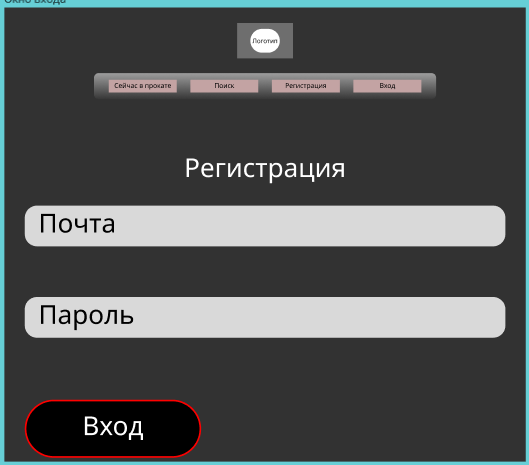 Окно входа
Логотип
Сейчас в прокате Поиск Регистрация Вход
Регистрация
Почта
Пароль
Вход